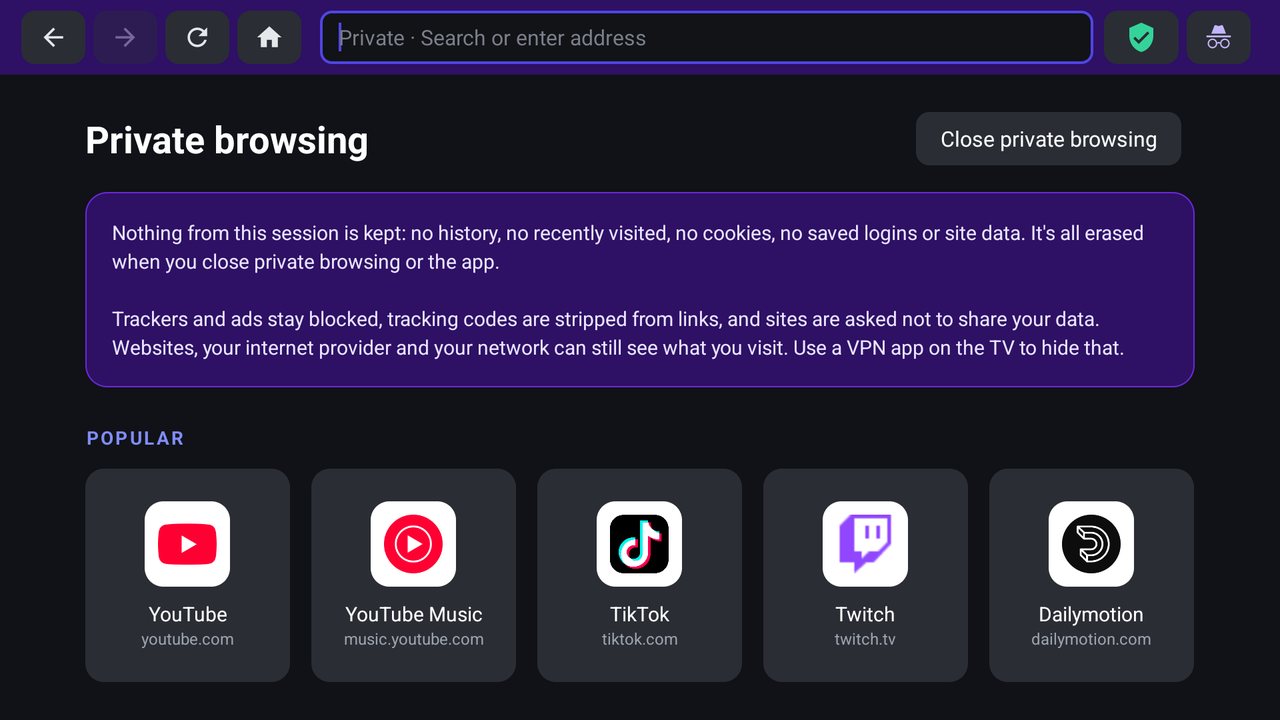 Private · Search or enter address
Private browsing
Close private browsing
Nothing from this session is kept: no history, no recently visited, no cookies, no saved logins or site data. It's all erased
when you close private browsing or the app.
Trackers and ads stay blocked, tracking codes are stripped from links, and sites are asked not to share your data.
Websites, your internet provider and your network can still see what you visit. Use a VPN app on the TV to hide that.
POPULAR
YouTube
youtube.com
YouTube Music
music.youtube.com
TikTok
tiktok.com
Twitch
twitch.tv
Dailymotion
dailymotion.com